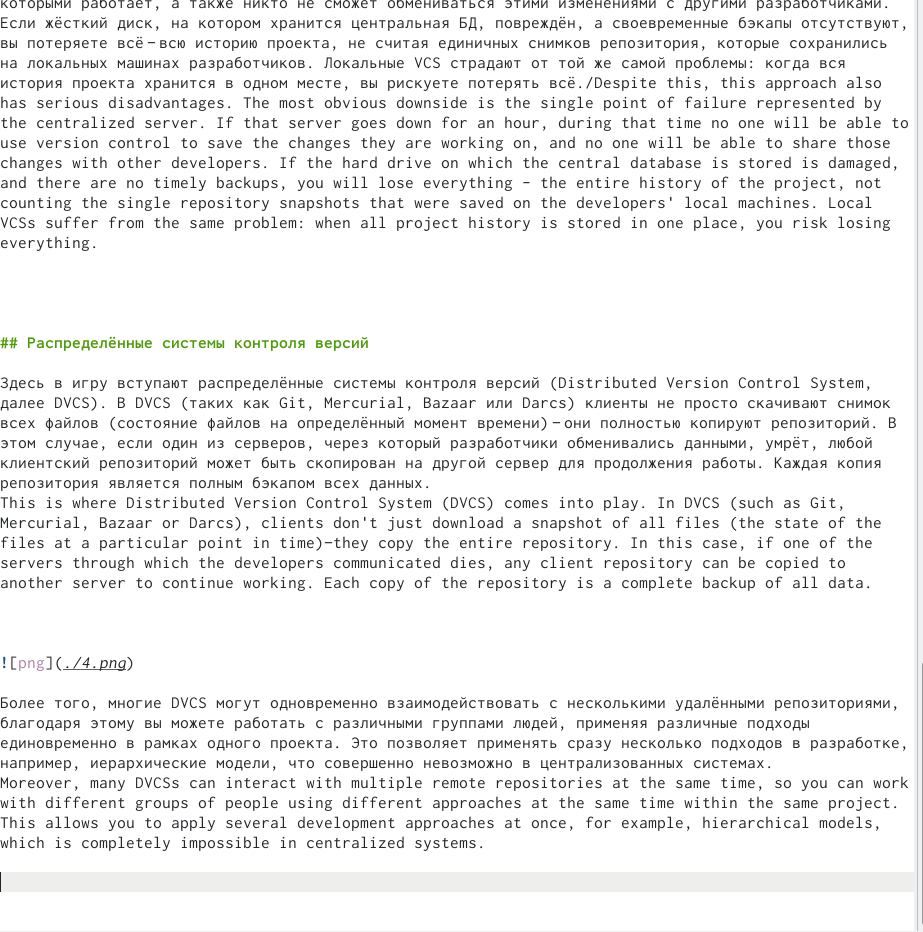 которыми работает, а также никто не сможет обмениваться этими изменениями с другими разработчиками.
Если жёсткий диск, на котором хранится центральная БД, повреждён, а своевременные бэкапы отсутствуют,
вы потеряете всё – всю историю проекта, не считая единичных снимков репозитория, которые сохранились
на локальных машинах разработчиков. Локальные VCS страдают от той же самой проблемы: когда вся
история проекта хранится в одном месте, вы рискуете потерять всё./Despite this, this approach also
has serious disadvantages. The most obvious downside is the single point of failure represented by
the centralized server. If that server goes down for an hour, during that time no one will be able to
use version control to save the changes they are working on, and no one will be able to share those
changes with other developers. If the hard drive on which the central database is stored is damaged,
and there are no timely backups, you will lose everything – the entire history of the project, not
counting the single repository snapshots that were saved on the developers' local machines. Local
VCSs suffer from the same problem: when all project history is stored in one place, you risk losing
everything.
## Распределённые системы контроля версий
Здесь в игру вступают распределённые системы контроля версий (Distributed Version Control System,
далее DVCS). В DVCS (таких как Git, Mercurial, Bazaar или Darcs) клиенты не просто скачивают снимок
всех файлов (состояние файлов на определённый момент времени) – они полностью копируют репозиторий. В
этом случае, если один из серверов, через который разработчики обменивались данными, умрёт, любой
клиентский репозиторий может быть скопирован на другой сервер для продолжения работы. Каждая копия
репозитория является полным бэкапом всех данных.
This is where Distributed Version Control System (DVCS) comes into play. In DVCS (such as Git,
Mercurial, Bazaar or Darcs), clients don't just download a snapshot of all files (the state of the
files at a particular point in time)–they copy the entire repository. In this case, if one of the
servers through which the developers communicated dies, any client repository can be copied to
another server to continue working. Each copy of the repository is a complete backup of all data.
![png](./4.png)
Более того, многие DVCS могут одновременно взаимодействовать с несколькими удалёнными репозиториями,
благодаря этому вы можете работать с различными группами людей, применяя различные подходы
единовременно в рамках одного проекта. Это позволяет применять сразу несколько подходов в разработке,
например, иерархические модели, что совершенно невозможно в централизованных системах.
Moreover, many DVCSs can interact with multiple remote repositories at the same time, so you can work
with different groups of people using different approaches at the same time within the same project.
This allows you to apply several development approaches at once, for example, hierarchical models,
which is completely impossible in centralized systems.